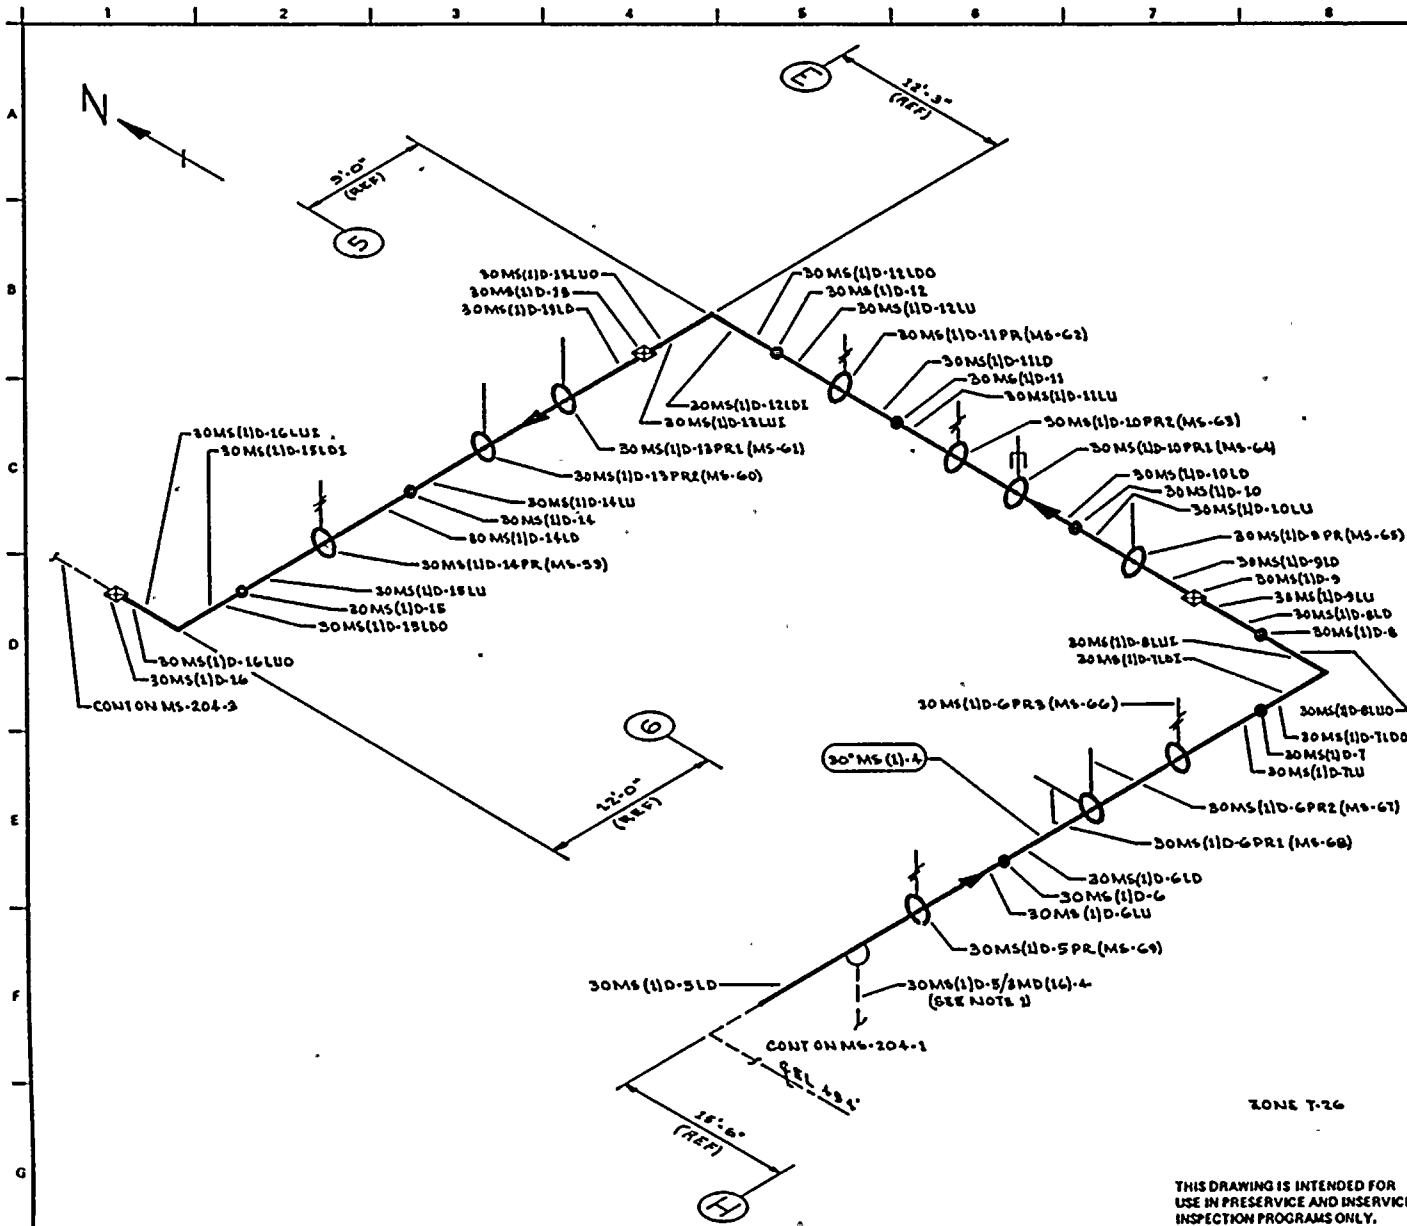 1 2 3 4 5 6 7 8
A
B
C
D
E
F
G
N
E
12'-3"
(REF)
9'-0"
(REF)
5
30MS(1)D-13LUO
30MS(1)D-13
30MS(1)D-13LD
30MS(1)D-12LDO
30MS(1)D-12
30MS(1)D-12LU
30MS(1)D-11PR(MS-62)
30MS(1)D-11LD
30MS(1)D-11
30MS(1)D-11LU
30MS(1)D-12LDI
30MS(1)D-13LUI
30MS(1)D-10PR2(MS-63)
30MS(1)D-10PR1(MS-64)
30MS(1)D-16LUI
30MS(1)D-15LDI
30MS(1)D-13PR1(MS-61)
30MS(1)D-13PR2(MS-60)
30MS(1)D-10LD
30MS(1)D-10
30MS(1)D-10LU
30MS(1)D-14LU
30MS(1)D-14
30MS(1)D-14LD
30MS(1)D-9PR(MS-65)
30MS(1)D-9LD
30MS(1)D-9
30MS(1)D-9LU
30MS(1)D-8LD
30MS(1)D-8
30MS(1)D-14PR(MS-59)
30MS(1)D-15LU
30MS(1)D-15
30MS(1)D-15LDO
30MS(1)D-8LUI
30MS(1)D-7LDI
30MS(1)D-16LUO
30MS(1)D-16
CONT ON MS-204-3
30MS(1)D-6PR3(MS-66)
30MS(1)D-8LUO
30MS(1)D-7LDO
30MS(1)D-7
30MS(1)D-7LU
6
22'-0"
(REF)
30"MS(1)-4
30MS(1)D-6PR2(MS-67)
30MS(1)D-6PR1(MS-68)
30MS(1)D-6LD
30MS(1)D-6
30MS(1)D-6LU
30MS(1)D-5PR(MS-69)
30MS(1)D-5LD
30MS(1)D-5/3MD(16)-4
(SEE NOTE 1)
CONT ON MS-204-1
15'-6"
(REF)
H
ZONE T-26
THIS DRAWING IS INTENDED FOR
USE IN PRESERVICE AND INSERVICE
INSPECTION PROGRAMS ONLY.